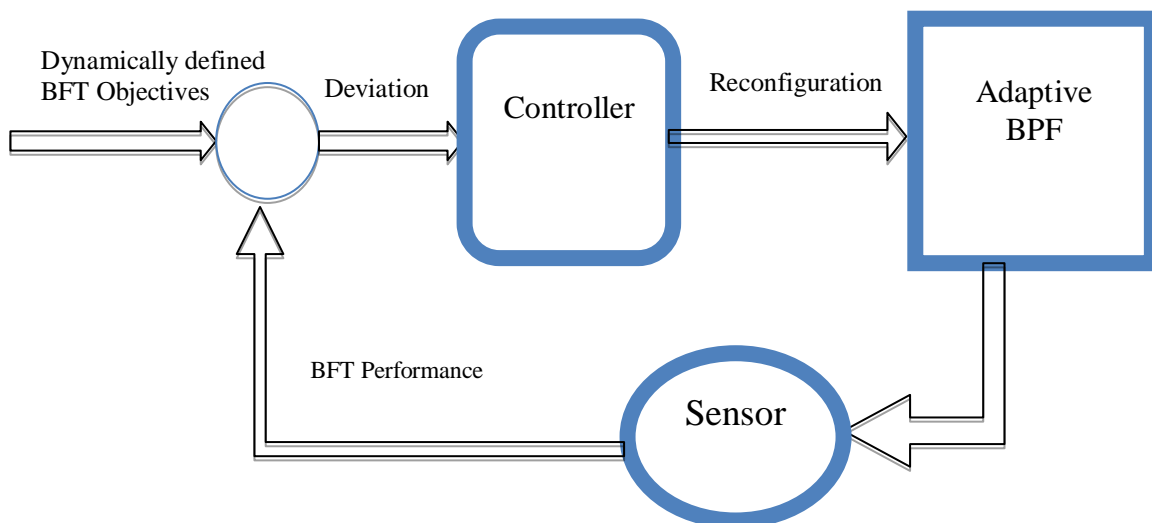 Dynamically defined
BFT Objectives
Deviation
Controller
Reconfiguration
Adaptive
BPF
BFT Performance
Sensor